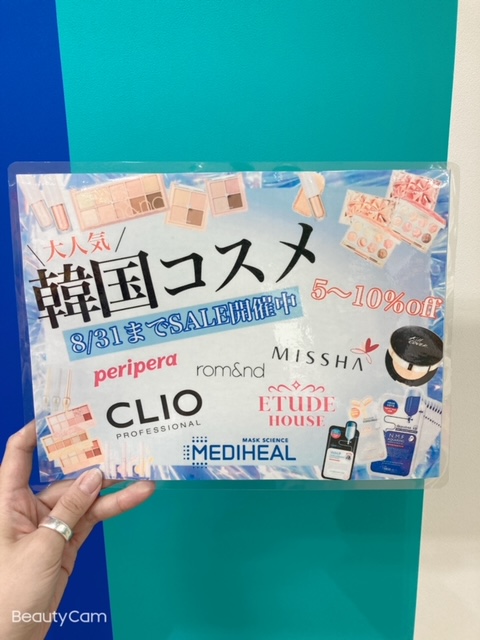 大人気
韓国コスメ
8/31までSALE開催中
5〜10%off
peripera
rom&nd
MISSHA
CLIO
PROFESSIONAL
ETUDE
HOUSE
MASK SCIENCE
MEDIHEAL
BeautyCam